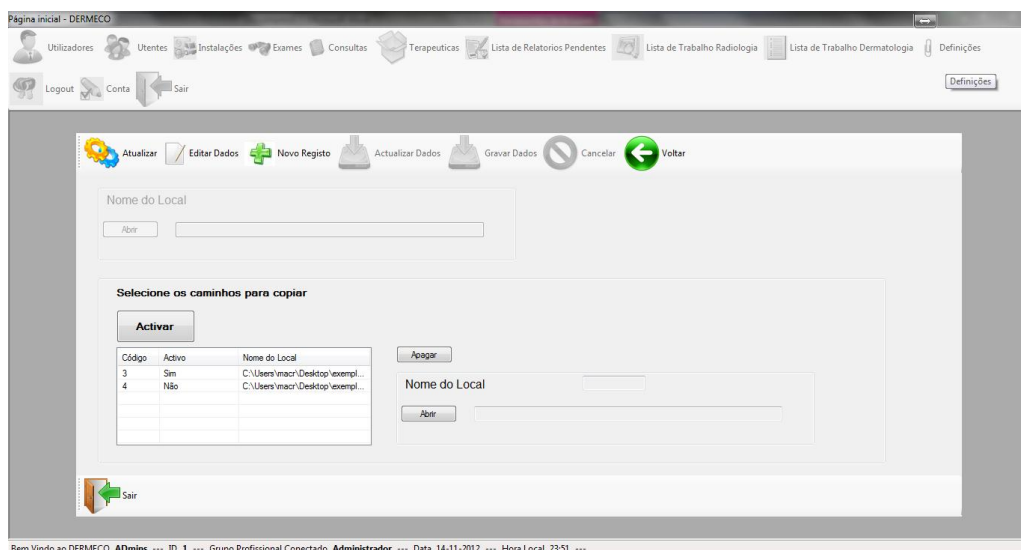 Página inicial - DERMECO
Utilizadores Utentes Instalações Exames Consultas Terapeuticas Lista de Relatorios Pendentes Lista de Trabalho Radiologia Lista de Trabalho Dermatologia Definições
Logout Conta Sair Definições
Atualizar Editar Dados Novo Registo Actualizar Dados Gravar Dados Cancelar Voltar
Nome do Local
Abrir
Selecione os caminhos para copiar
Activar
Apagar
Código Activo Nome do Local
3 Sim C:\Users\macr\Desktop\exempl...
4 Não C:\Users\macr\Desktop\exempl...
Nome do Local
Abrir
Sair
Bem Vindo ao DERMECO ADmins --- ID 1 --- Grupo Profissional Conectado Administrador --- Data 14-11-2012 --- Hora Local 23:51 ---